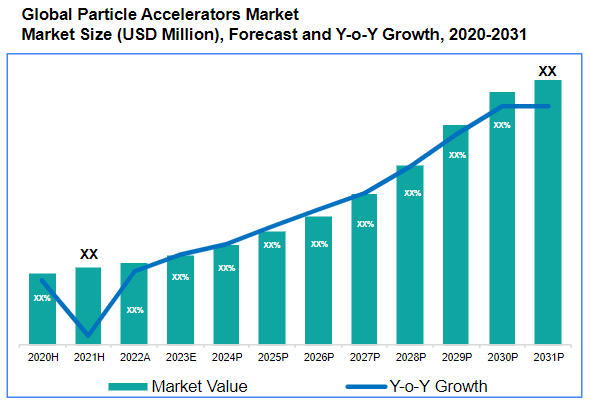 Global Particle Accelerators Market
Market Size (USD Million), Forecast and Y-o-Y Growth, 2020-2031
XX
XX
XX% XX% XX% XX% XX% XX% XX% XX% XX% XX% XX%
2020H 2021H 2022A 2023E 2024P 2025P 2026P 2027P 2028P 2029P 2030P 2031P
Market Value Y-o-Y Growth